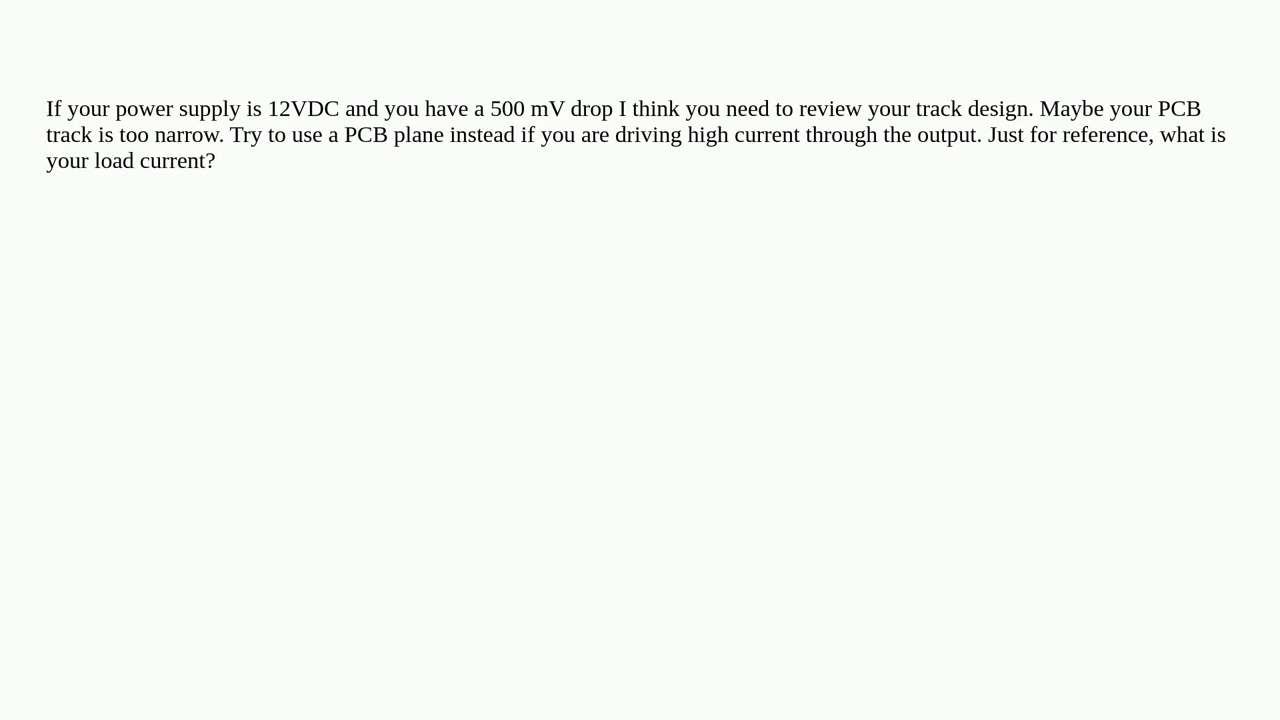 If your power supply is 12VDC and you have a 500 mV drop I think you need to review your track design. Maybe your PCB
track is too narrow. Try to use a PCB plane instead if you are driving high current through the output. Just for reference, what is
your load current?